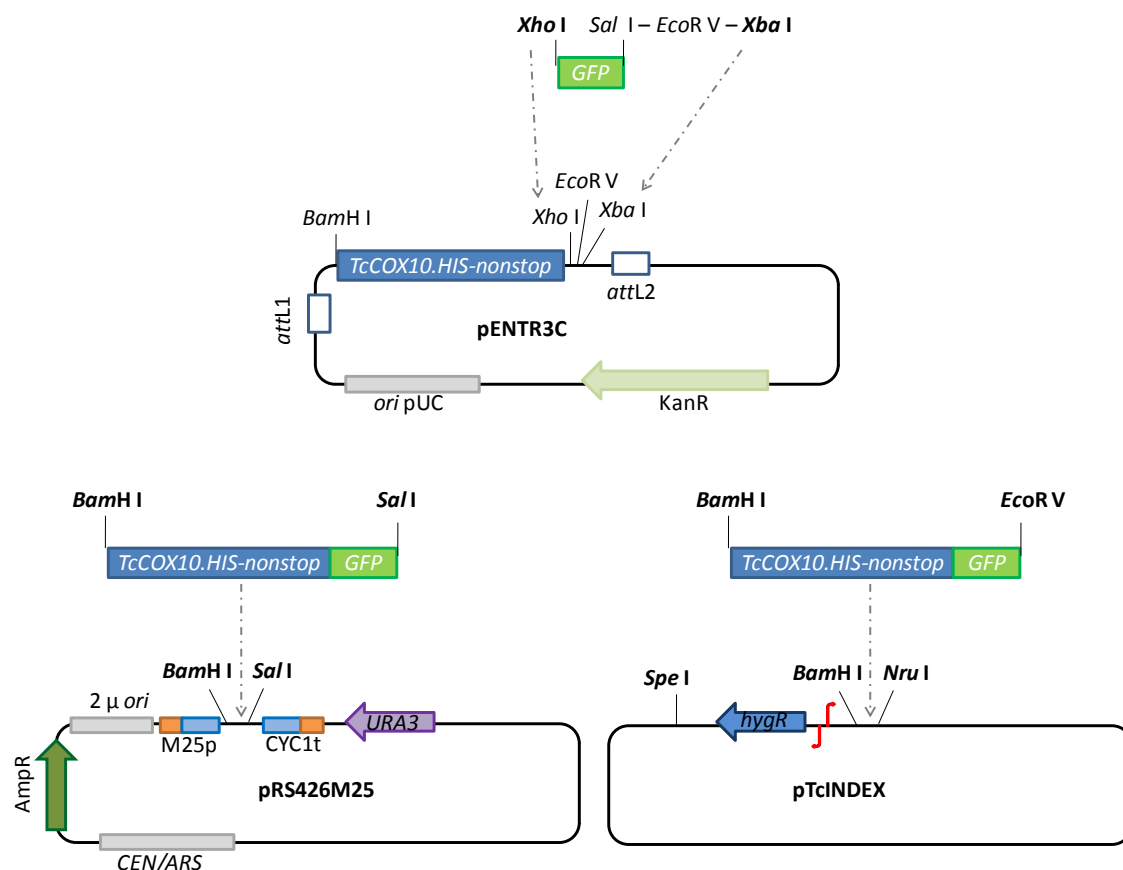 Xho I Sal I – EcoR V – Xba I
GFP
EcoR V
Xho I Xba I
BamH I
TcCOX10.HIS-nonstop
attL1
attL2
pENTR3C
ori pUC
KanR
BamH I Sal I
TcCOX10.HIS-nonstop GFP
BamH I Sal I
2 µ ori
M25p
CYC1t
URA3
AmpR
pRS426M25
CEN/ARS
BamH I EcoR V
TcCOX10.HIS-nonstop GFP
Spe I BamH I Nru I
hygR
pTcINDEX